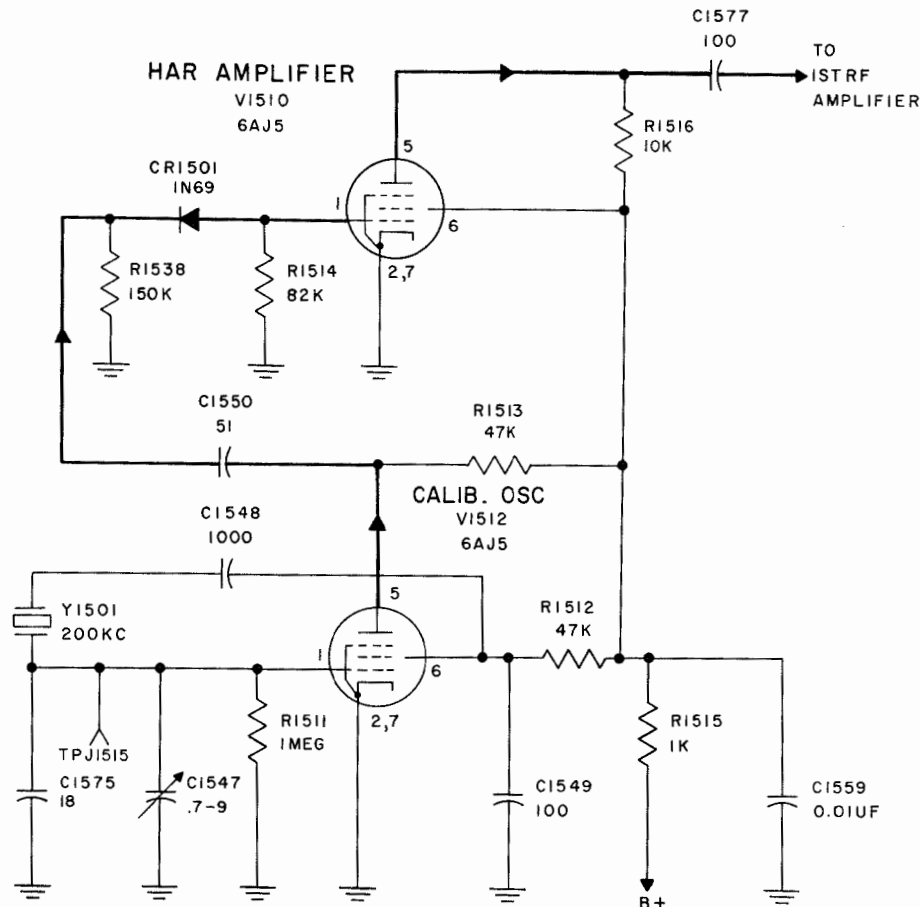 C1577
100
TO
1ST RF
AMPLIFIER
HAR AMPLIFIER
V1510
6AJ5
R1516
10K
5
CR1501
1N69
1
6
R1538
150K
R1514
82K
2,7
C1550
51
R1513
47K
CALIB. OSC
V1512
6AJ5
C1548
1000
5
Y1501
200KC
R1512
47K
1
6
R1511
1MEG
2,7
R1515
1K
TPJ1515
C1575
18
C1547
.7-9
C1549
100
C1559
0.01UF
B+